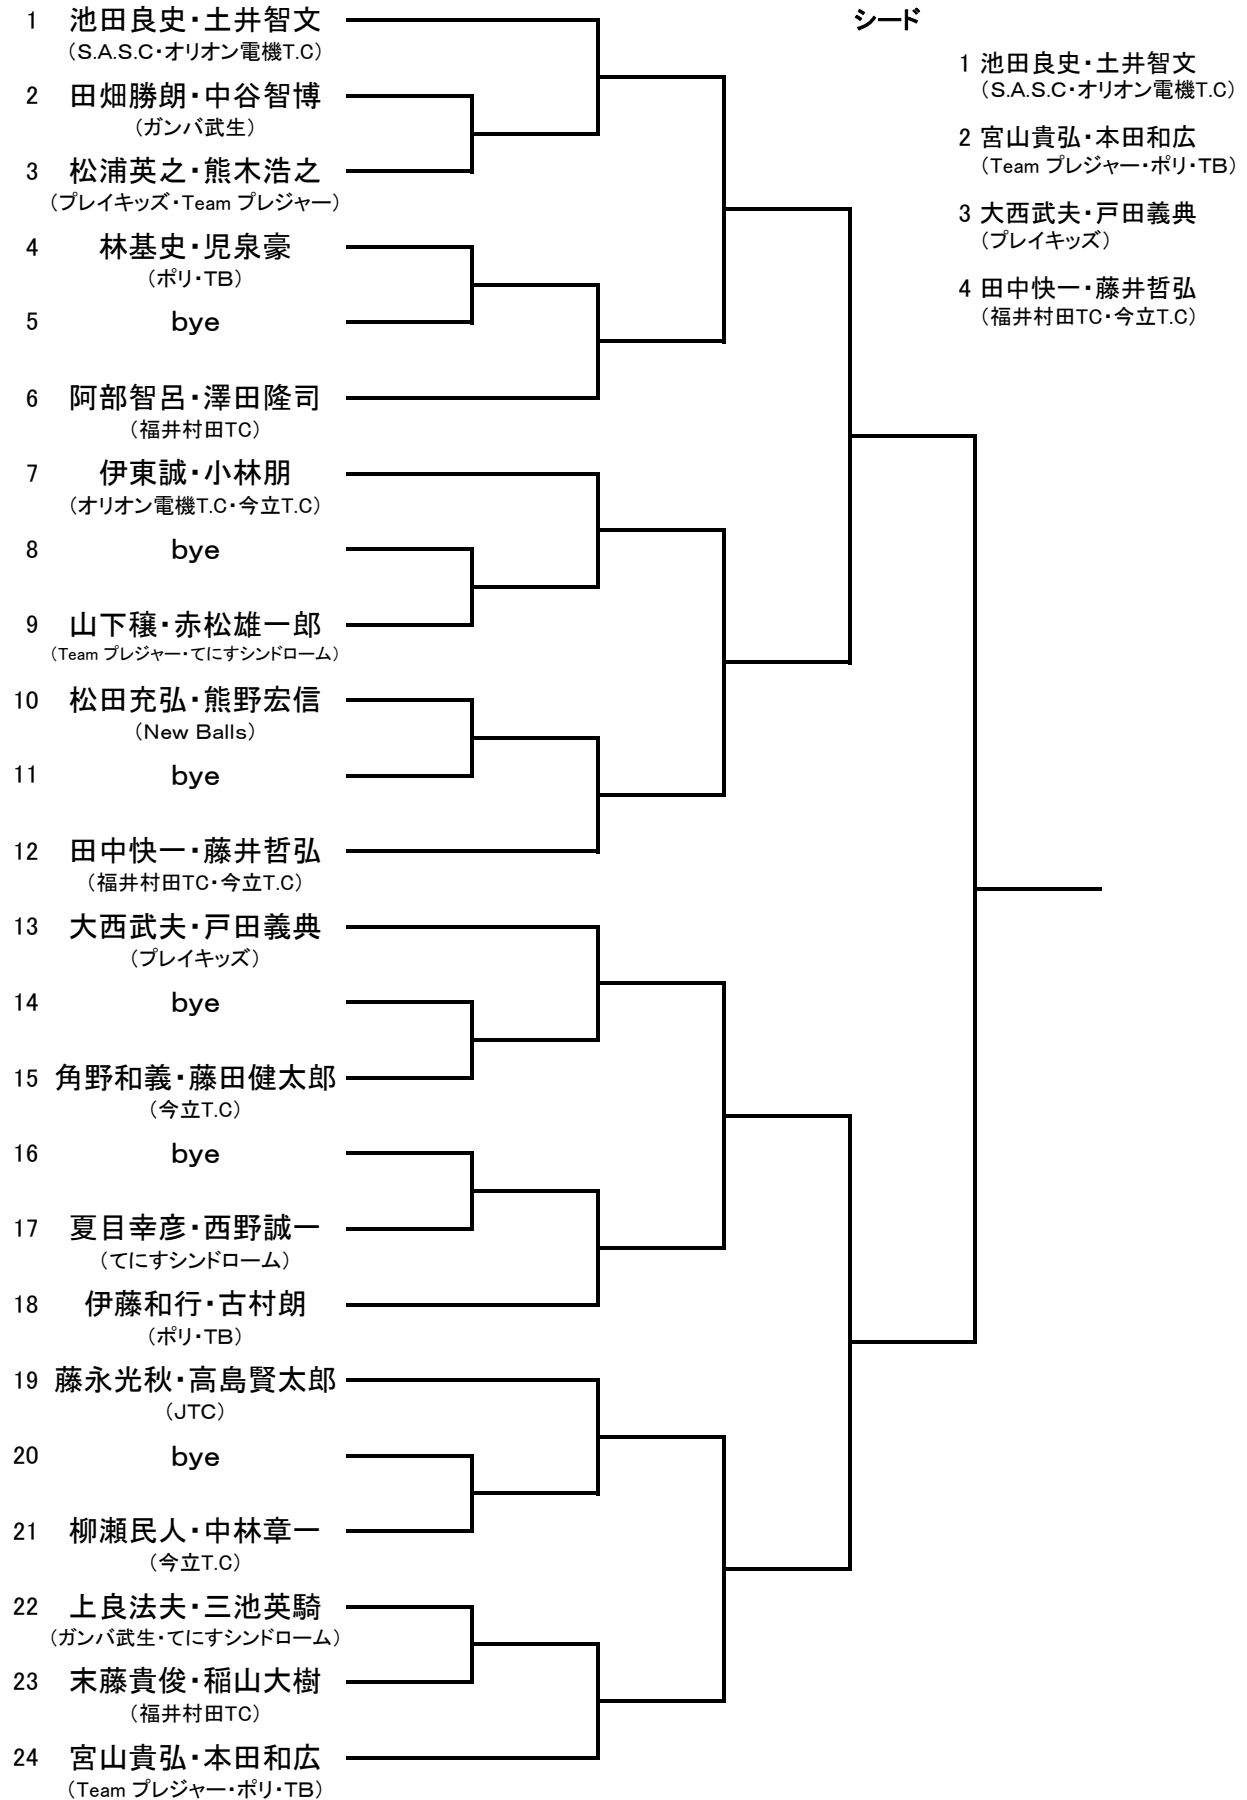 1 池田良史・土井智文
（S.A.S.C・オリオン電機T.C）
2 田畑勝朗・中谷智博
（ガンバ武生）
3 松浦英之・熊木浩之
（プレイキッズ・Team プレジャー）
4 林基史・児泉豪
（ポリ・TB）
5 bye
6 阿部智呂・澤田隆司
（福井村田TC）
7 伊東誠・小林朋
（オリオン電機T.C・今立T.C）
8 bye
9 山下穣・赤松雄一郎
（Team プレジャー・てにすシンドローム）
10 松田充弘・熊野宏信
（New Balls）
11 bye
12 田中快一・藤井哲弘
（福井村田TC・今立T.C）
13 大西武夫・戸田義典
（プレイキッズ）
14 bye
15 角野和義・藤田健太郎
（今立T.C）
16 bye
17 夏目幸彦・西野誠一
（てにすシンドローム）
18 伊藤和行・古村朗
（ポリ・TB）
19 藤永光秋・高島賢太郎
（JTC）
20 bye
21 柳瀬民人・中林章一
（今立T.C）
22 上良法夫・三池英騎
（ガンバ武生・てにすシンドローム）
23 末藤貴俊・稲山大樹
（福井村田TC）
24 宮山貴弘・本田和広
（Team プレジャー・ポリ・TB）
シード
1 池田良史・土井智文
（S.A.S.C・オリオン電機T.C）
2 宮山貴弘・本田和広
（Team プレジャー・ポリ・TB）
3 大西武夫・戸田義典
（プレイキッズ）
4 田中快一・藤井哲弘
（福井村田TC・今立T.C）